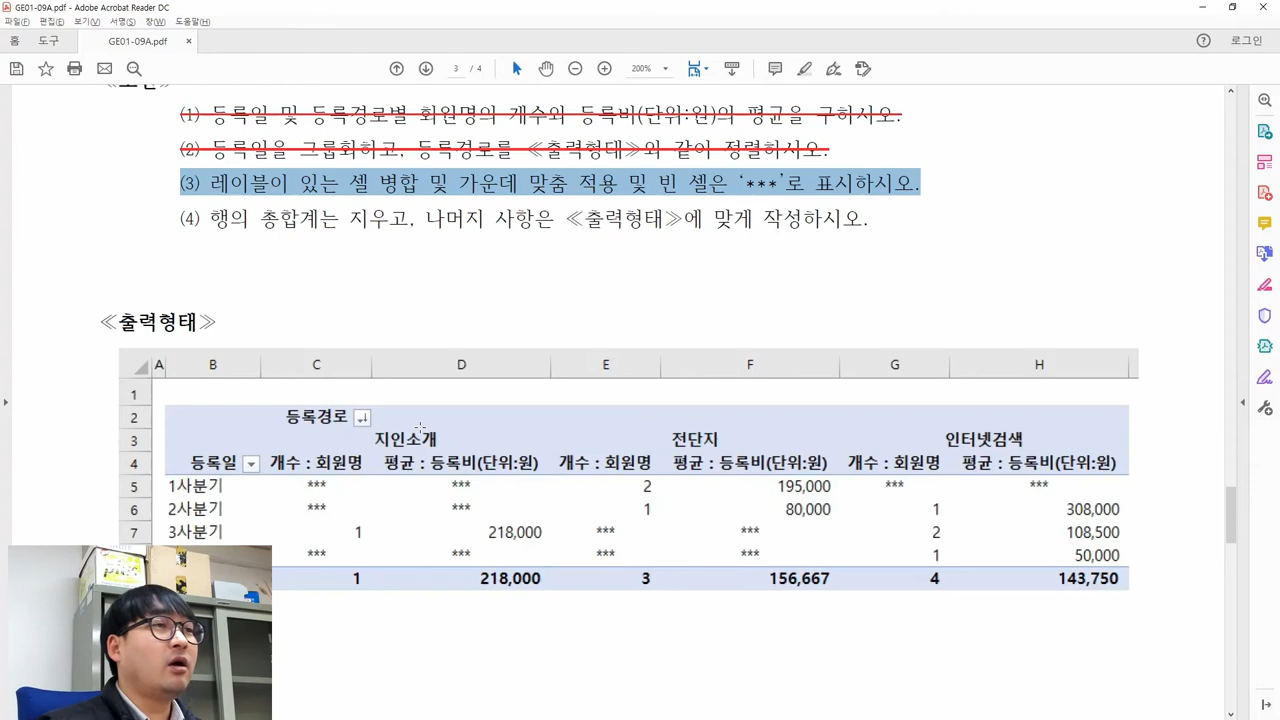 GE01-09A.pdf - Adobe Acrobat Reader DC
파일(F) 편집(E) 보기(V) 서명(S) 창(W) 도움말(H)
홈 도구 GE01-09A.pdf × 로그인
3 / 4 200%
(1) 등록일 및 등록경로별 회원명의 개수와 등록비(단위:원)의 평균을 구하시오.
(2) 등록일을 그룹화하고, 등록경로를 ≪출력형태≫와 같이 정렬하시오.
(3) 레이블이 있는 셀 병합 및 가운데 맞춤 적용 및 빈 셀은 ‘***’로 표시하시오.
(4) 행의 총합계는 지우고, 나머지 사항은 ≪출력형태≫에 맞게 작성하시오.
≪출력형태≫
A B C D E F G H
1
2 등록경로
3 지인소개 전단지 인터넷검색
4 등록일 개수 : 회원명 평균 : 등록비(단위:원) 개수 : 회원명 평균 : 등록비(단위:원) 개수 : 회원명 평균 : 등록비(단위:원)
5 1사분기 *** *** 2 195,000 *** ***
6 2사분기 *** *** 1 80,000 1 308,000
7 3사분기 1 218,000 *** *** 2 108,500
*** *** *** *** 1 50,000
1 218,000 3 156,667 4 143,750